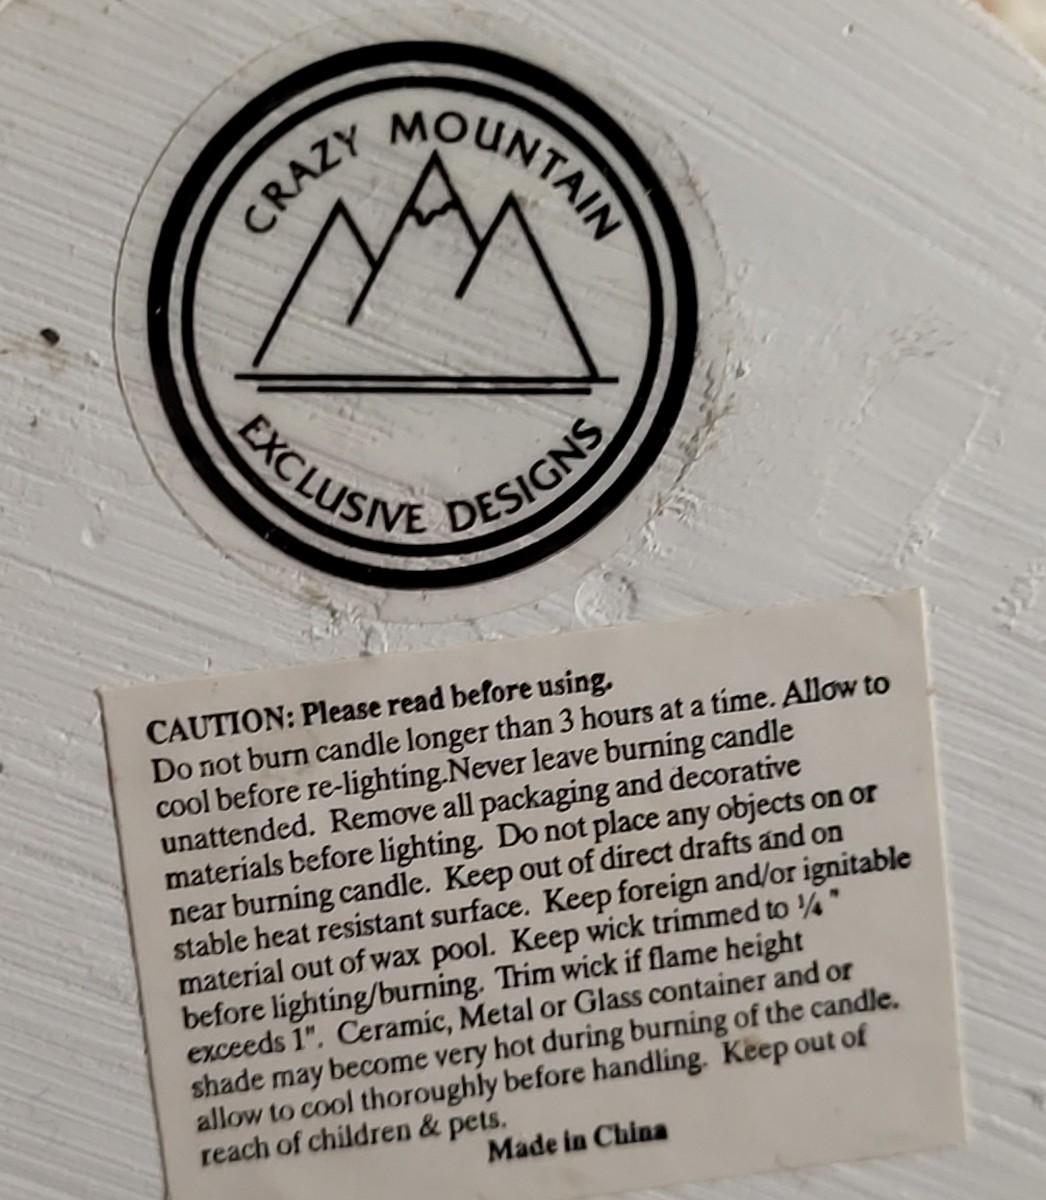 CRAZY MOUNTAIN
EXCLUSIVE DESIGNS
CAUTION: Please read before using.
Do not burn candle longer than 3 hours at a time. Allow to
cool before re-lighting.Never leave burning candle
unattended. Remove all packaging and decorative
materials before lighting. Do not place any objects on or
near burning candle. Keep out of direct drafts and on
stable heat resistant surface. Keep foreign and/or ignitable
material out of wax pool. Keep wick trimmed to ¼ "
before lighting/burning. Trim wick if flame height
exceeds 1". Ceramic, Metal or Glass container and or
shade may become very hot during burning of the candle.
allow to cool thoroughly before handling. Keep out of
reach of children & pets.
Made in China